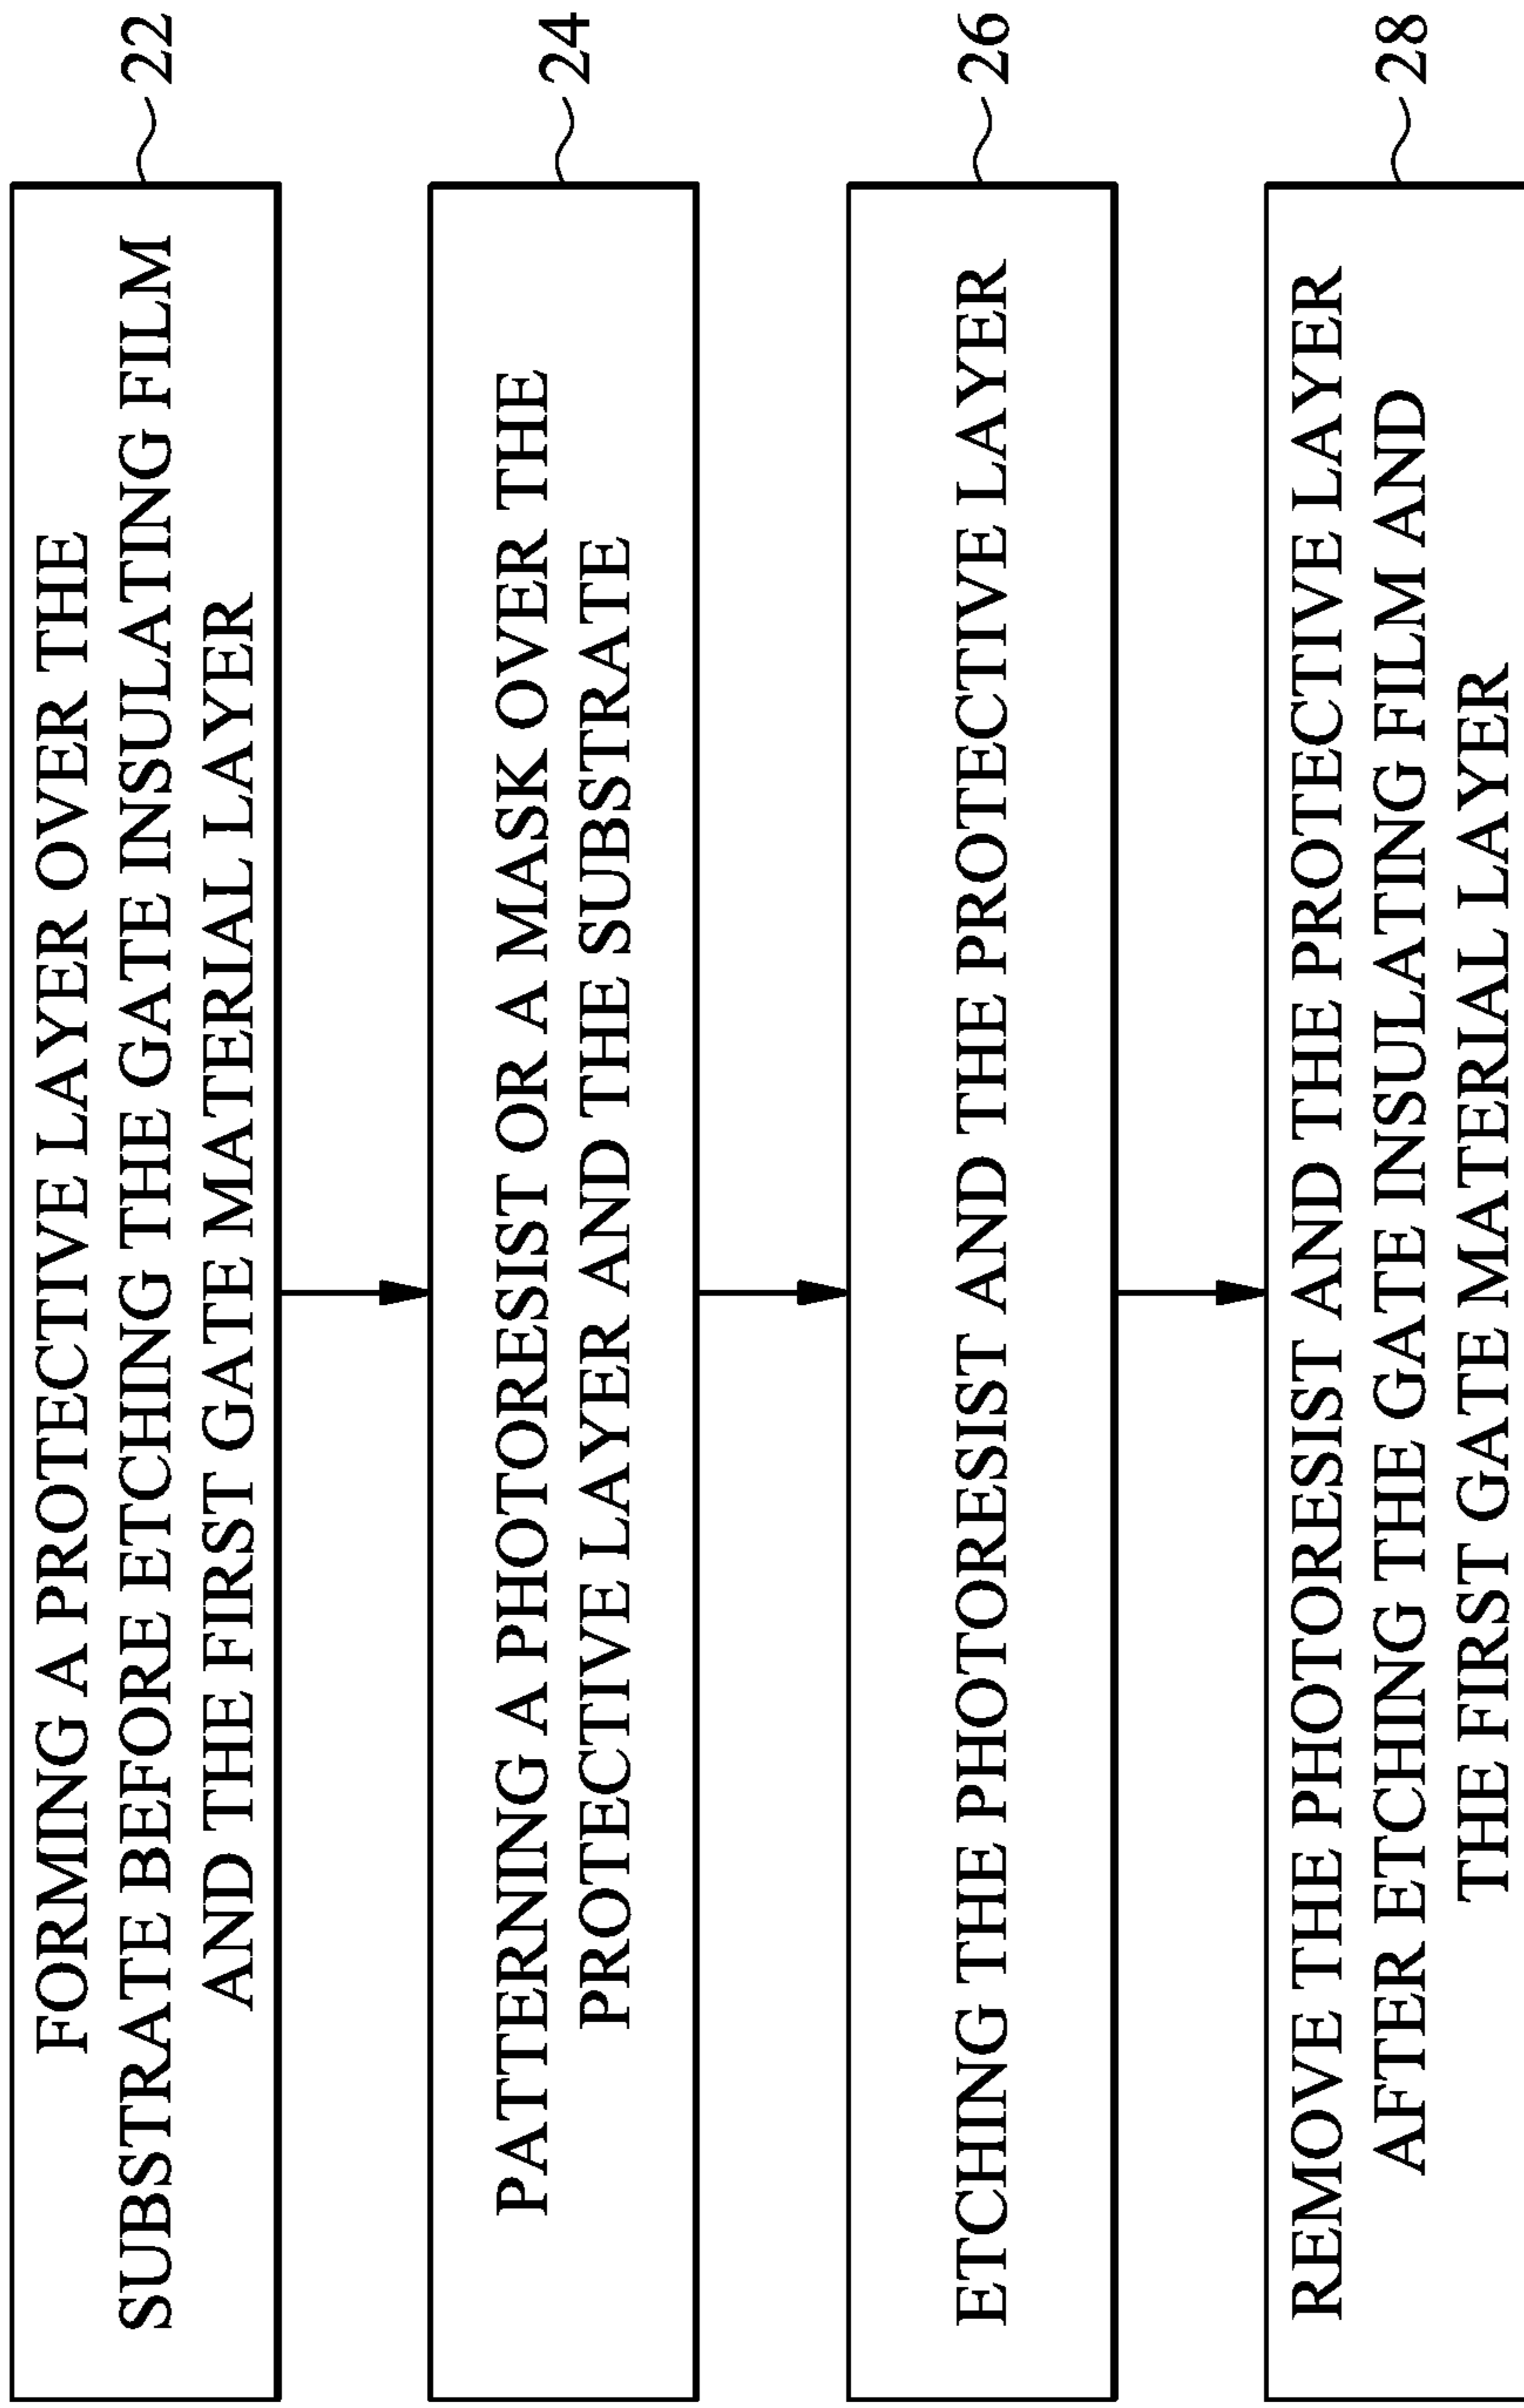 FORMING A PROTECTIVE LAYER OVER THE
SUBSTRATE BEFORE ETCHING THE GATE INSULATING FILM
AND THE FIRST GATE MATERIAL LAYER
22
PATTERNING A PHOTORESIST OR A MASK OVER THE
PROTECTIVE LAYER AND THE SUBSTRATE
24
ETCHING THE PHOTORESIST AND THE PROTECTIVE LAYER
26
REMOVE THE PHOTORESIST AND THE PROTECTIVE LAYER
AFTER ETCHING THE GATE INSULATING FILM AND
THE FIRST GATE MATERIAL LAYER
28